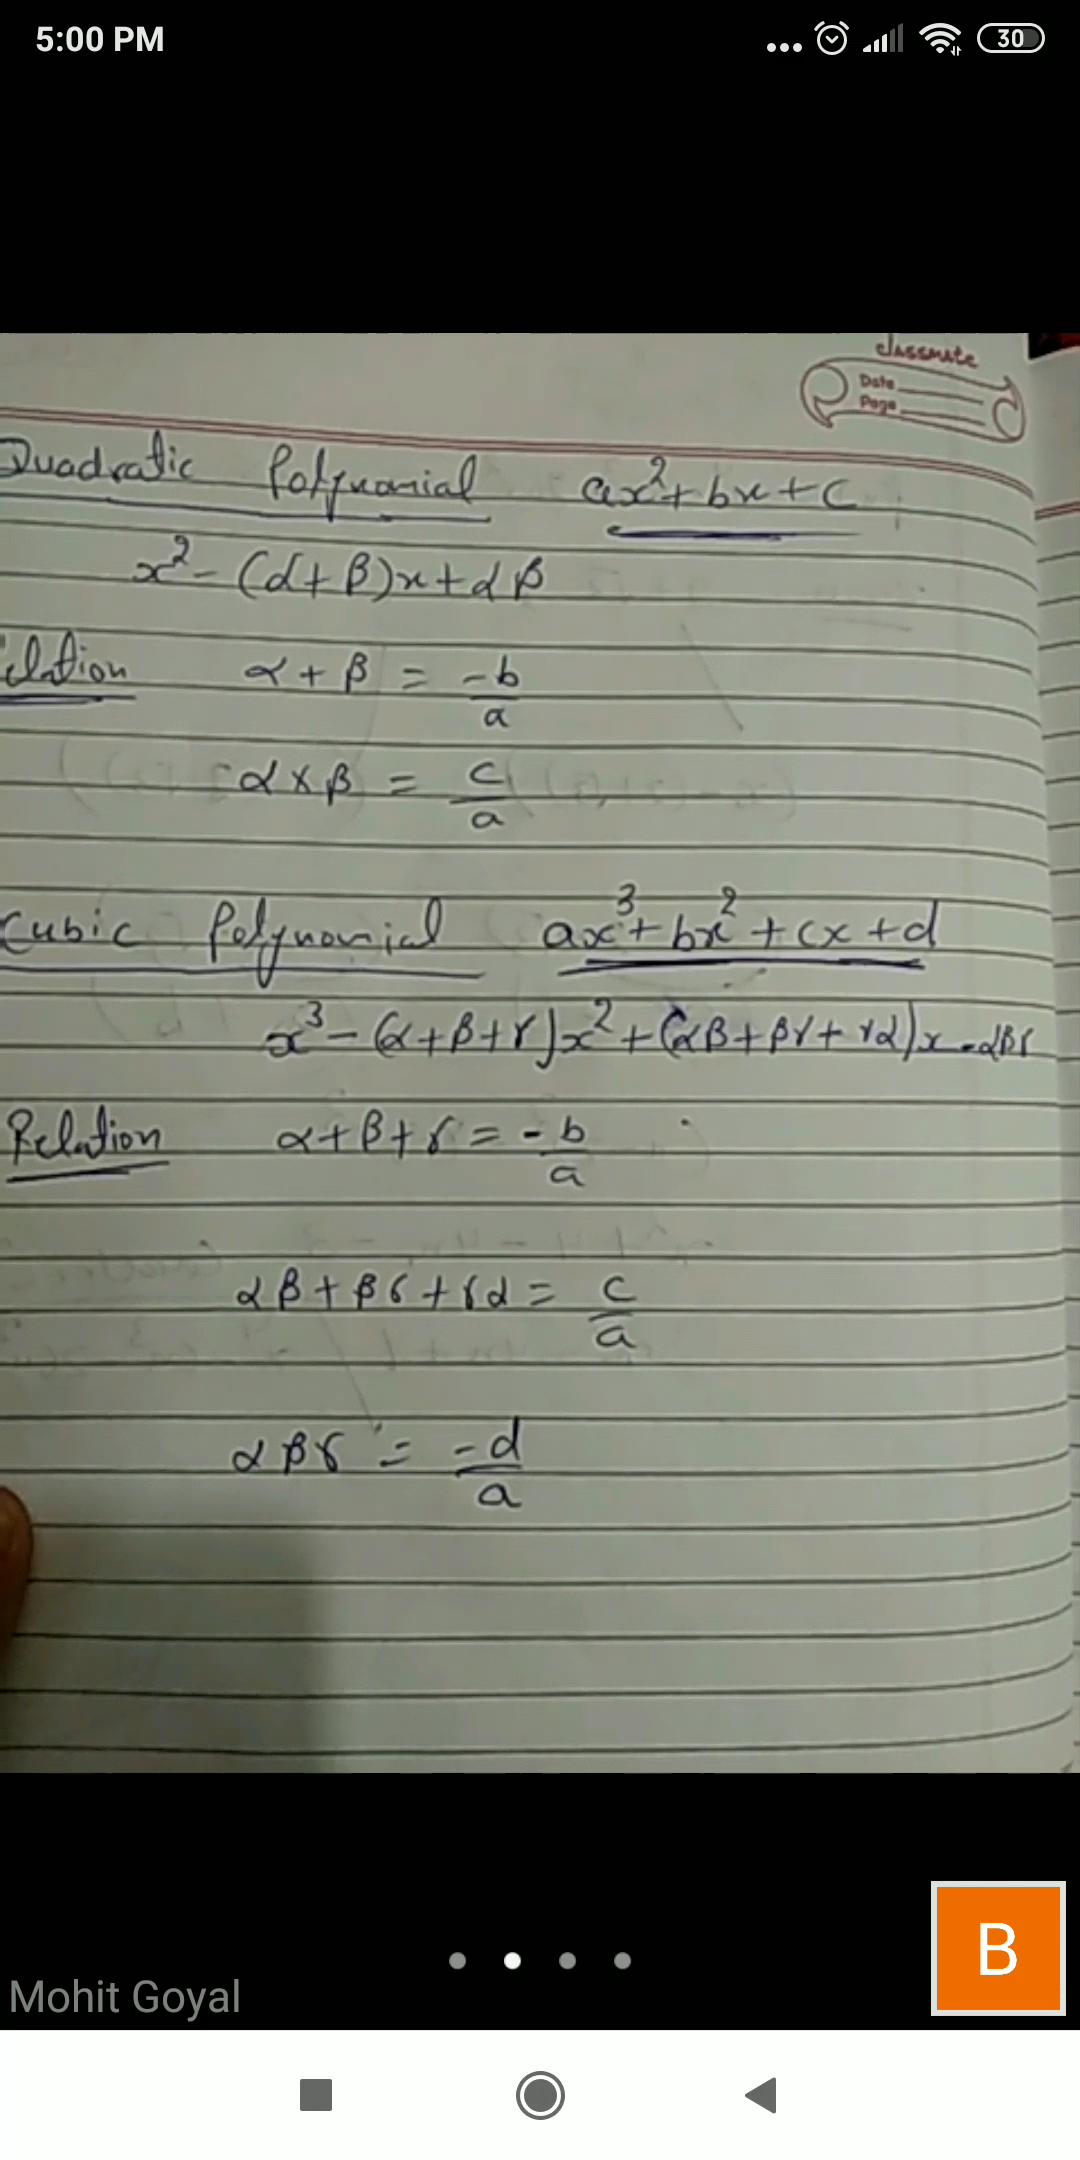 5:00 PM
30
classmate
Date
Page
Quadratic Polynomial ax²+bx+c
x²-(α+β)x+αβ
elation α+β = -b/a
α×β = c/a
Cubic Polynomial ax³+bx²+cx+d
x³-(α+β+γ)x²+(αβ+βγ+γα)x-αβγ
Relation α+β+γ = -b/a
αβ+βγ+γα = c/a
αβγ = -d/a
B
Mohit Goyal